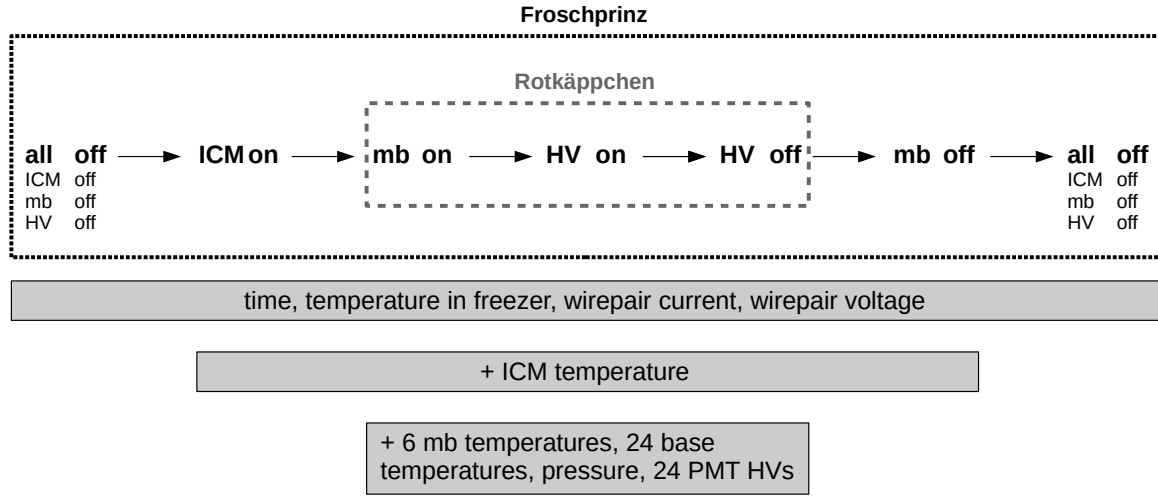 Froschprinz
Rotkäppchen
all off ICM on mb on HV on HV off mb off all off
ICM off ICM off
mb off mb off
HV off HV off
time, temperature in freezer, wirepair current, wirepair voltage
+ ICM temperature
+ 6 mb temperatures, 24 base
temperatures, pressure, 24 PMT HVs